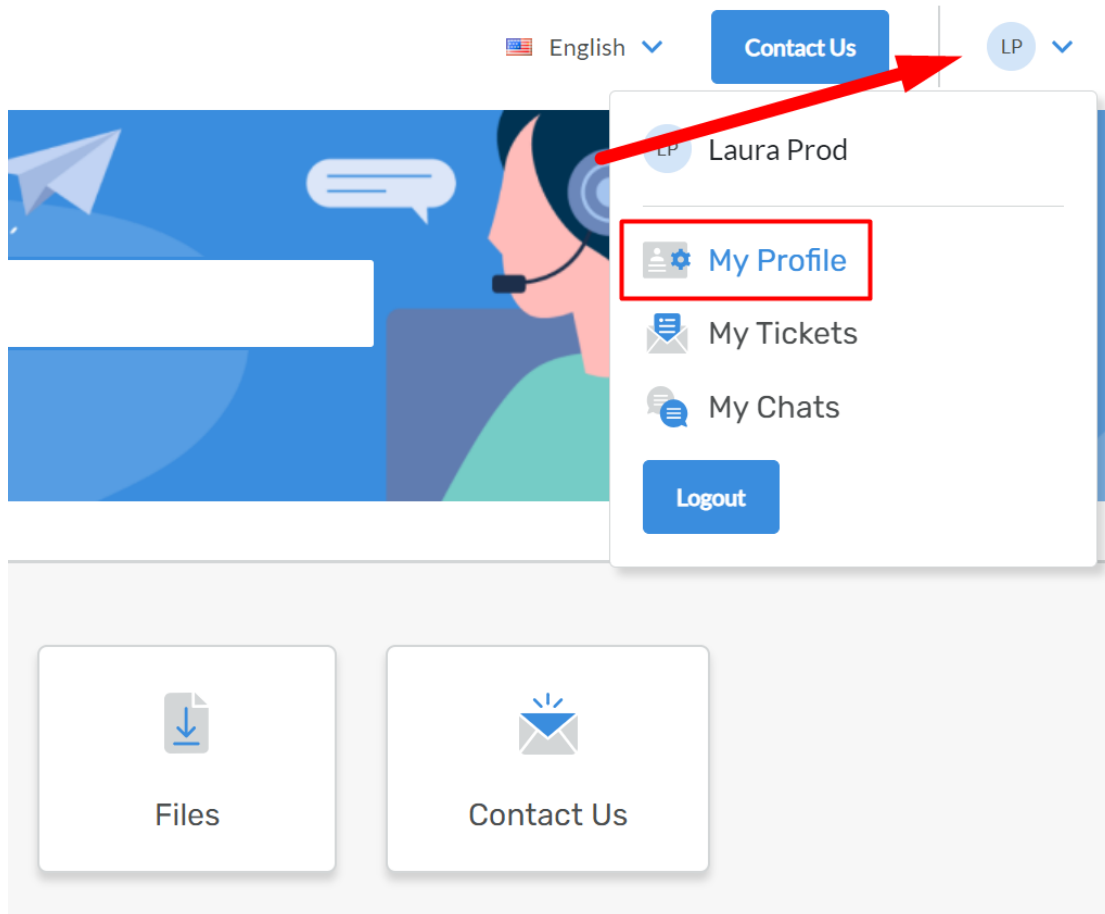 English
Contact Us
LP
LP
Laura Prod
My Profile
My Tickets
My Chats
Logout
Files
Contact Us